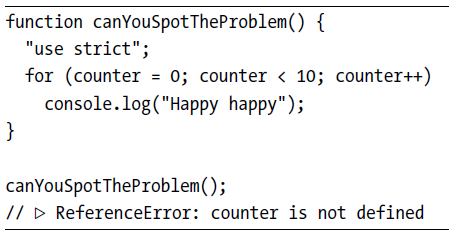 function canYouSpotTheProblem() {
  "use strict";
  for (counter = 0; counter < 10; counter++)
    console.log("Happy happy");
}

canYouSpotTheProblem();
// ▷ ReferenceError: counter is not defined